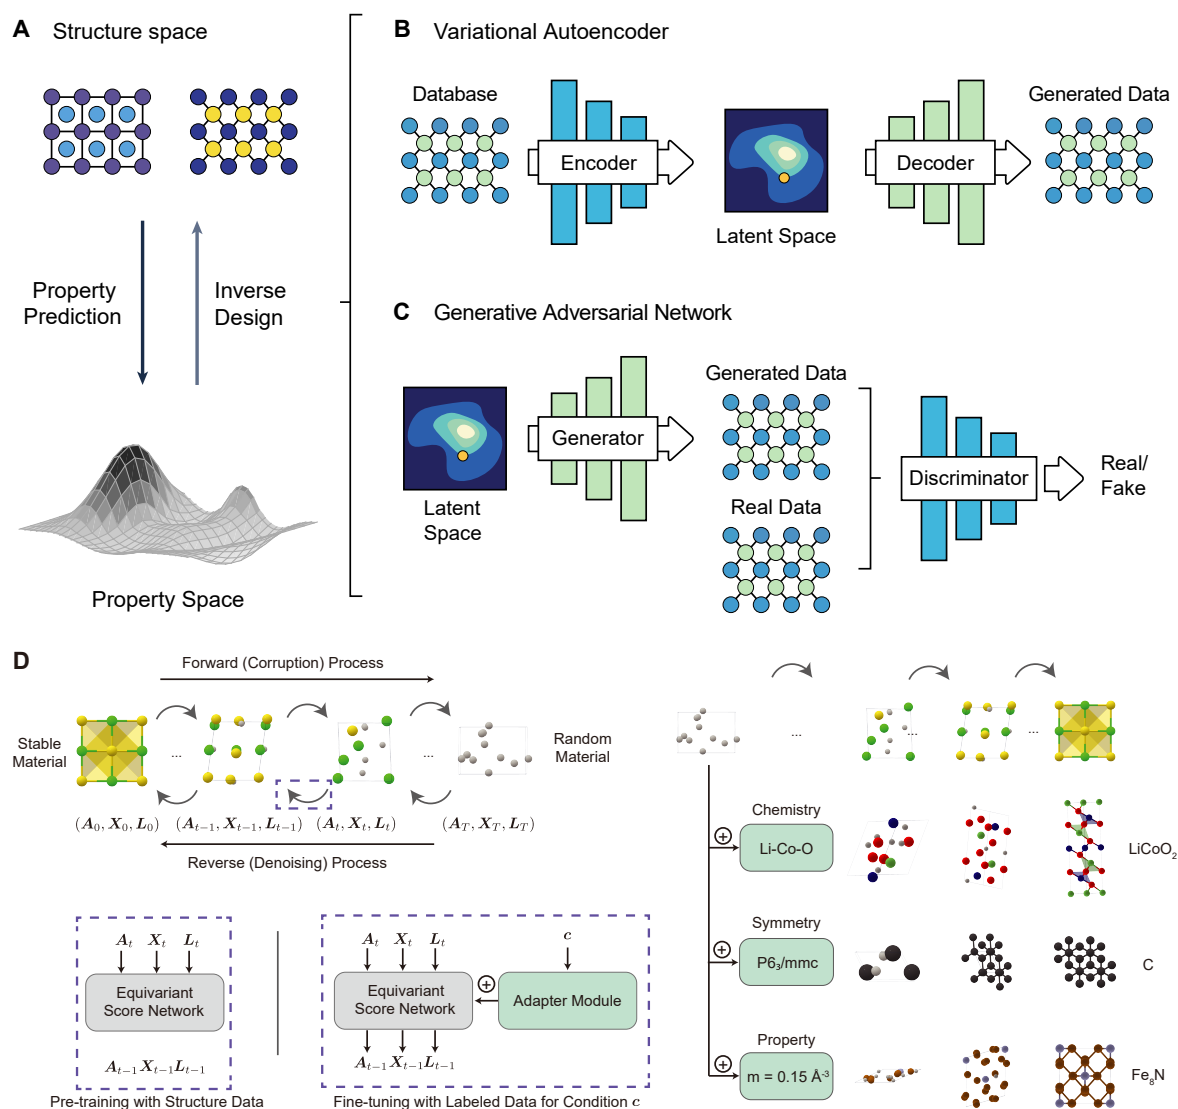 A Structure space
Property
Prediction
Inverse
Design
Property Space
B Variational Autoencoder
Database
Encoder
Latent Space
Decoder
Generated Data
C Generative Adversarial Network
Latent
Space
Generator
Generated Data
Real Data
Discriminator
Real/
Fake
D
Forward (Corruption) Process
Stable
Material
...
...
Random
Material
(A₀, X₀, L₀)
(Aₜ₋₁, Xₜ₋₁, Lₜ₋₁)
(Aₜ, Xₜ, Lₜ)
(A_T, X_T, L_T)
Reverse (Denoising) Process
Aₜ Xₜ Lₜ
Equivariant
Score Network
Aₜ₋₁ Xₜ₋₁ Lₜ₋₁
Pre-training with Structure Data
Aₜ Xₜ Lₜ
c
Equivariant
Score Network
+
Adapter Module
Aₜ₋₁ Xₜ₋₁ Lₜ₋₁
Fine-tuning with Labeled Data for Condition c
...
...
...
Chemistry
+
Li-Co-O
LiCoO₂
Symmetry
+
P6₃/mmc
C
Property
+
m = 0.15 Å⁻³
Fe₈N